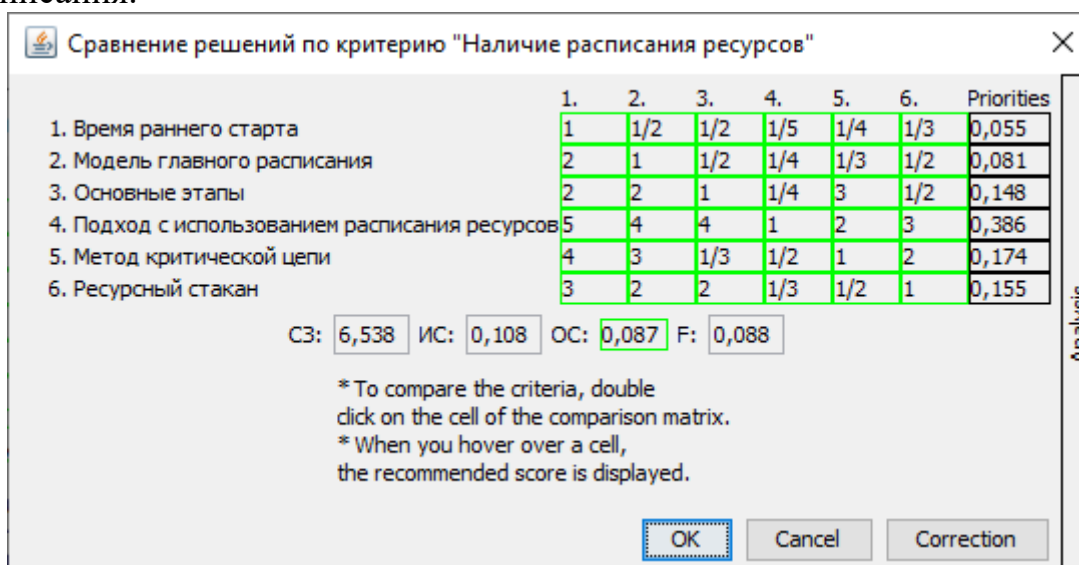 Сравнение решений по критерию "Наличие расписания ресурсов"
1. 2. 3. 4. 5. 6. Priorities
1. Время раннего старта 1 1/2 1/2 1/5 1/4 1/3 0,055
2. Модель главного расписания 2 1 1/2 1/4 1/3 1/2 0,081
3. Основные этапы 2 2 1 1/4 3 1/2 0,148
4. Подход с использованием расписания ресурсов 5 4 4 1 2 3 0,386
5. Метод критической цепи 4 3 1/3 1/2 1 2 0,174
6. Ресурсный стакан 3 2 2 1/3 1/2 1 0,155
СЗ: 6,538 ИС: 0,108 ОС: 0,087 F: 0,088
* To compare the criteria, double
click on the cell of the comparison matrix.
* When you hover over a cell,
the recommended score is displayed.
OK Cancel Correction
Analysis